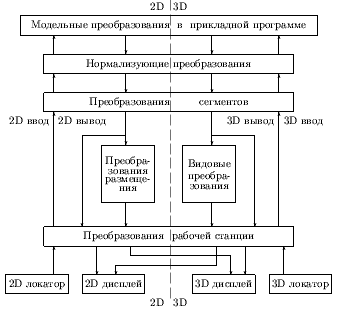 2D 3D
Модельные преобразования в прикладной программе
Нормализующие преобразования
Преобразования сегментов
2D ввод 2D вывод 3D вывод 3D ввод
Преобра-
зования
размеще-
ния
Видовые
преобра-
зования
Преобразования рабочей станции
2D локатор 2D дисплей 3D дисплей 3D локатор
2D 3D